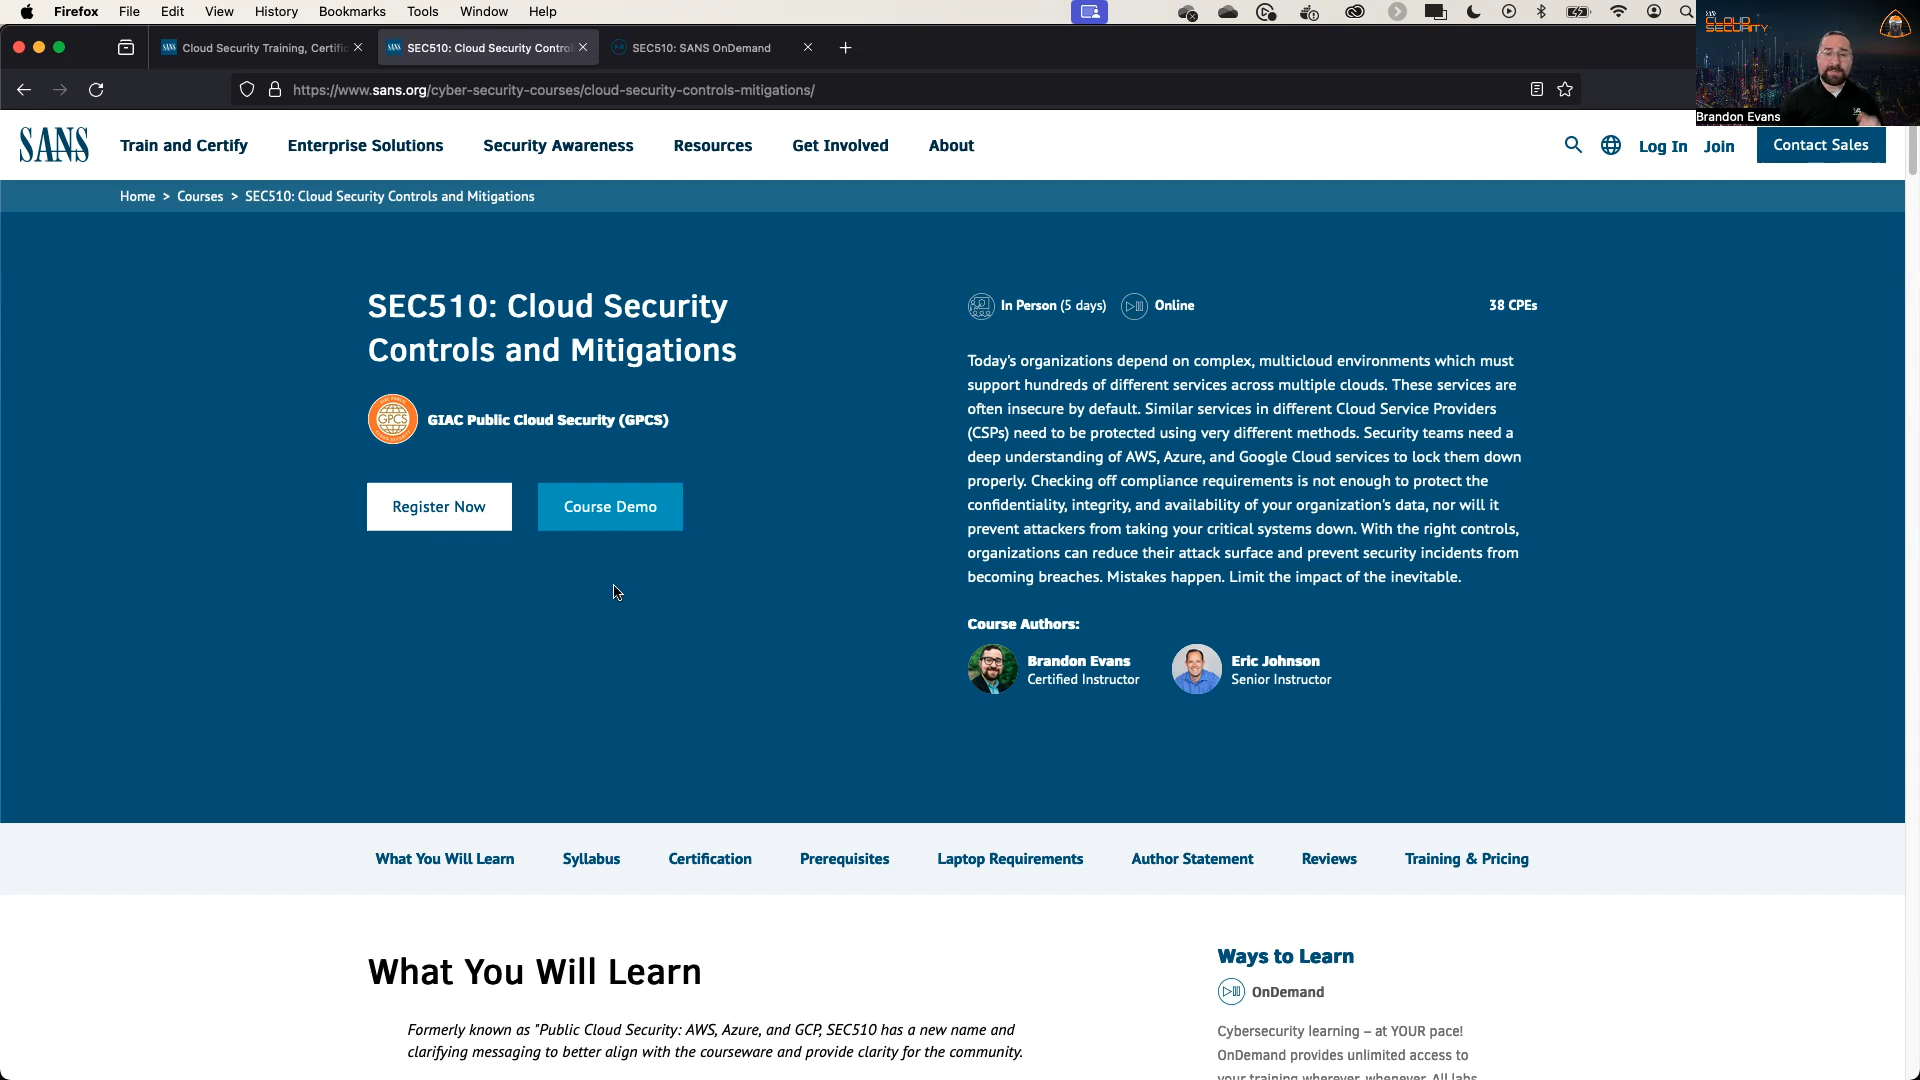 Firefox File Edit View History Bookmarks Tools Window Help
Cloud Security Training, Certific
SEC510: Cloud Security Contro
SEC510: SANS OnDemand
https://www.sans.org/cyber-security-courses/cloud-security-controls-mitigations/
CLOUD
SECURITY
Brandon Evans
SANS
Train and Certify
Enterprise Solutions
Security Awareness
Resources
Get Involved
About
Log In
Join
Contact Sales
Home > Courses > SEC510: Cloud Security Controls and Mitigations
SEC510: Cloud Security
Controls and Mitigations
GPCS
GIAC Public Cloud Security (GPCS)
Register Now
Course Demo
In Person (5 days)
Online
38 CPEs
Today's organizations depend on complex, multicloud environments which must
support hundreds of different services across multiple clouds. These services are
often insecure by default. Similar services in different Cloud Service Providers
(CSPs) need to be protected using very different methods. Security teams need a
deep understanding of AWS, Azure, and Google Cloud services to lock them down
properly. Checking off compliance requirements is not enough to protect the
confidentiality, integrity, and availability of your organization's data, nor will it
prevent attackers from taking your critical systems down. With the right controls,
organizations can reduce their attack surface and prevent security incidents from
becoming breaches. Mistakes happen. Limit the impact of the inevitable.
Course Authors:
Brandon Evans
Certified Instructor
Eric Johnson
Senior Instructor
What You Will Learn
Syllabus
Certification
Prerequisites
Laptop Requirements
Author Statement
Reviews
Training & Pricing
What You Will Learn
Formerly known as "Public Cloud Security: AWS, Azure, and GCP, SEC510 has a new name and
clarifying messaging to better align with the courseware and provide clarity for the community.
Ways to Learn
OnDemand
Cybersecurity learning – at YOUR pace!
OnDemand provides unlimited access to
your training wherever, whenever. All labs